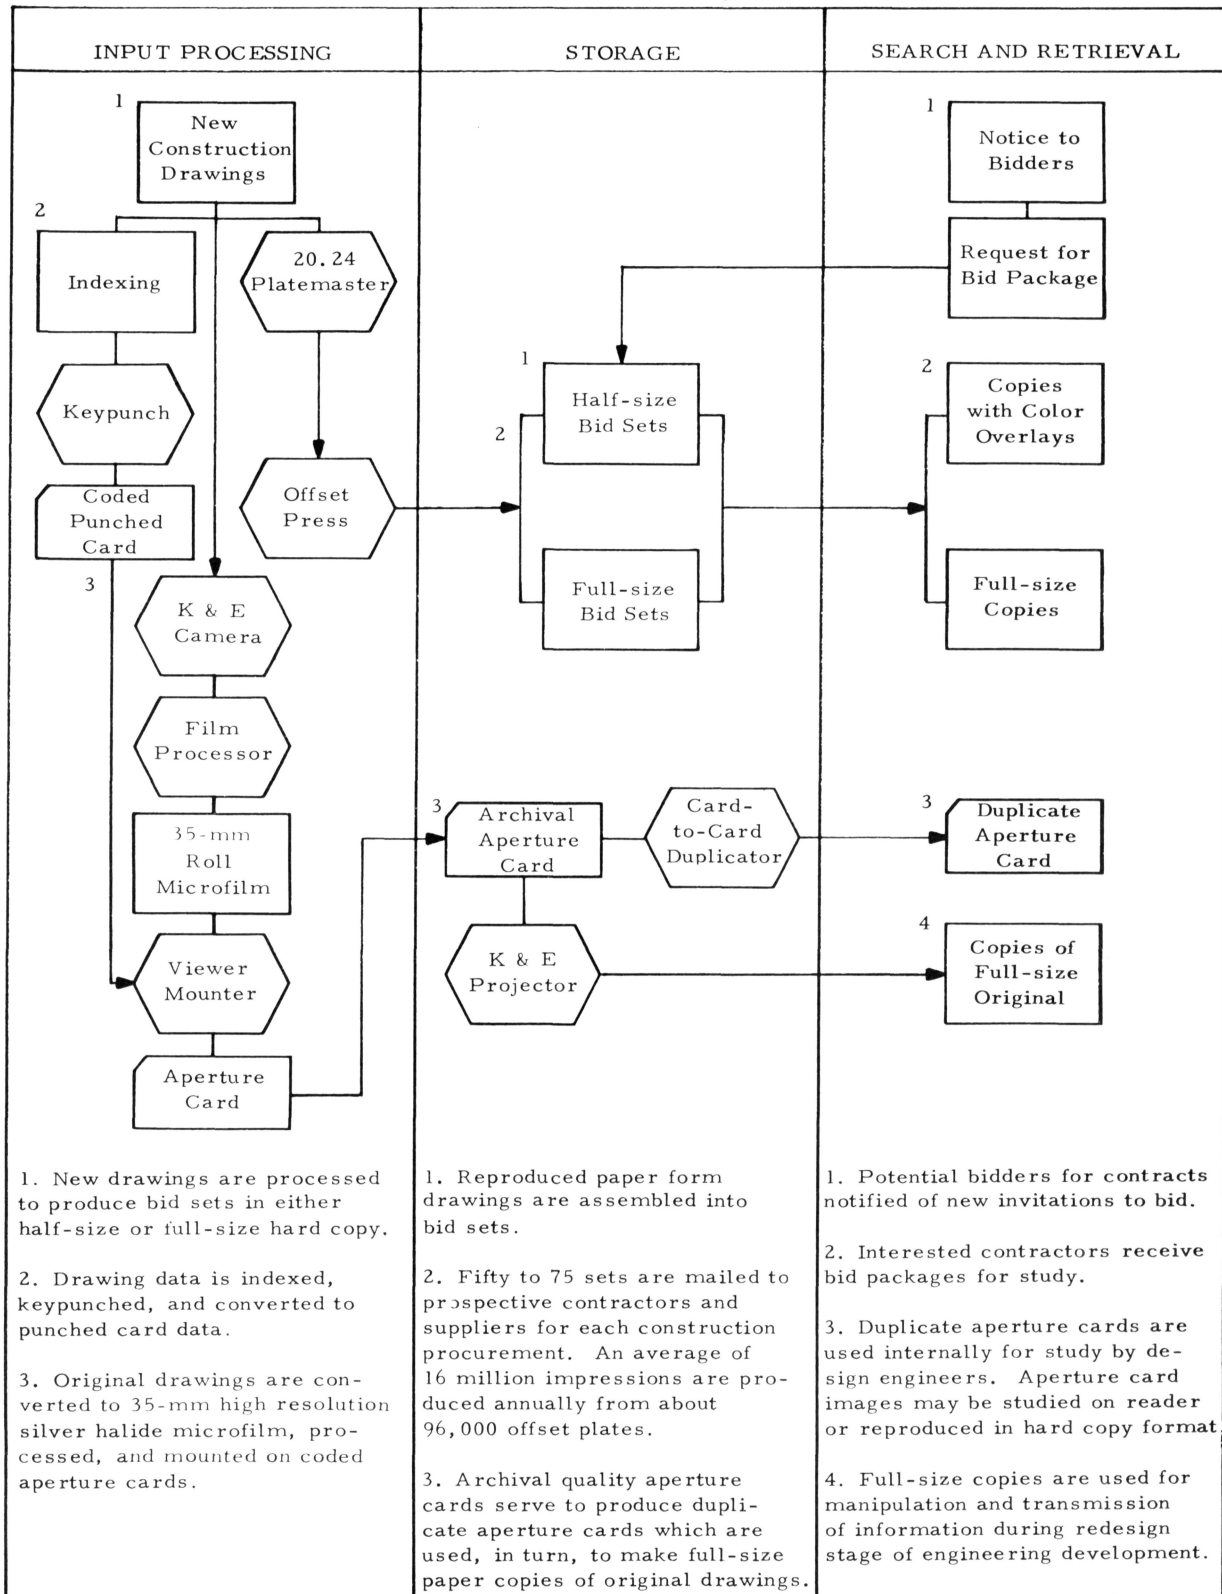 INPUT PROCESSING
STORAGE
SEARCH AND RETRIEVAL
1
New
Construction
Drawings
2
Indexing
20.24
Platemaster
Keypunch
Coded
Punched
Card
Offset
Press
3
K & E
Camera
Film
Processor
35-mm
Roll
Microfilm
Viewer
Mounter
Aperture
Card
1. New drawings are processed
to produce bid sets in either
half-size or full-size hard copy.
2. Drawing data is indexed,
keypunched, and converted to
punched card data.
3. Original drawings are con-
verted to 35-mm high resolution
silver halide microfilm, pro-
cessed, and mounted on coded
aperture cards.
1
Half-size
Bid Sets
2
Full-size
Bid Sets
3
Archival
Aperture
Card
Card-
to-Card
Duplicator
K & E
Projector
1. Reproduced paper form
drawings are assembled into
bid sets.
2. Fifty to 75 sets are mailed to
prospective contractors and
suppliers for each construction
procurement. An average of
16 million impressions are pro-
duced annually from about
96,000 offset plates.
3. Archival quality aperture
cards serve to produce dupli-
cate aperture cards which are
used, in turn, to make full-size
paper copies of original drawings.
1
Notice to
Bidders
Request for
Bid Package
2
Copies
with Color
Overlays
Full-size
Copies
3
Duplicate
Aperture
Card
4
Copies of
Full-size
Original
1. Potential bidders for contracts
notified of new invitations to bid.
2. Interested contractors receive
bid packages for study.
3. Duplicate aperture cards are
used internally for study by de-
sign engineers. Aperture card
images may be studied on reader
or reproduced in hard copy format
4. Full-size copies are used for
manipulation and transmission
of information during redesign
stage of engineering development.